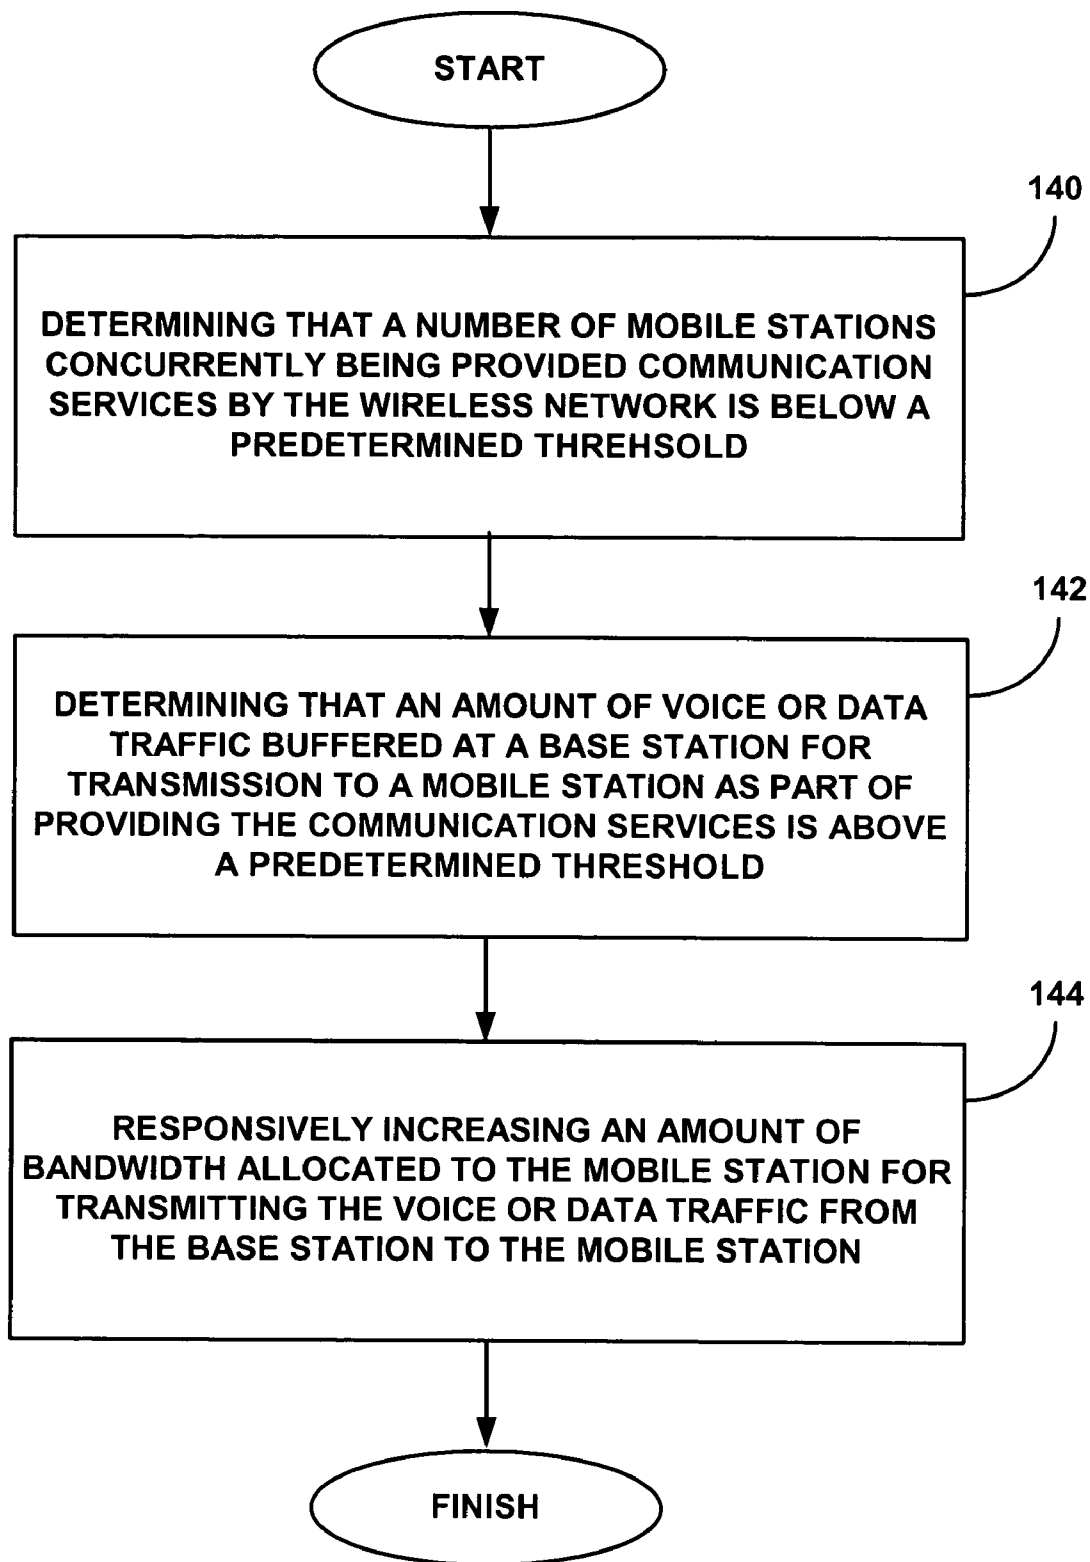 START
140
DETERMINING THAT A NUMBER OF MOBILE STATIONS
CONCURRENTLY BEING PROVIDED COMMUNICATION
SERVICES BY THE WIRELESS NETWORK IS BELOW A
PREDETERMINED THREHSOLD
142
DETERMINING THAT AN AMOUNT OF VOICE OR DATA
TRAFFIC BUFFERED AT A BASE STATION FOR
TRANSMISSION TO A MOBILE STATION AS PART OF
PROVIDING THE COMMUNICATION SERVICES IS ABOVE
A PREDETERMINED THRESHOLD
144
RESPONSIVELY INCREASING AN AMOUNT OF
BANDWIDTH ALLOCATED TO THE MOBILE STATION FOR
TRANSMITTING THE VOICE OR DATA TRAFFIC FROM
THE BASE STATION TO THE MOBILE STATION
FINISH